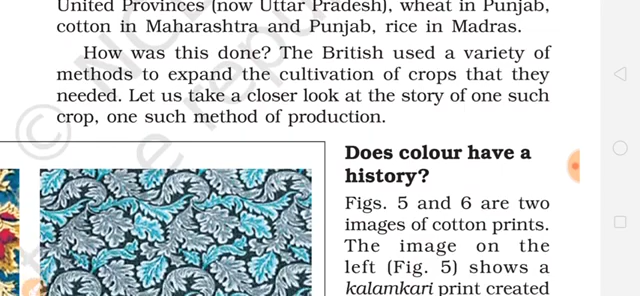 United Provinces (now Uttar Pradesh), wheat in Punjab,
cotton in Maharashtra and Punjab, rice in Madras.
How was this done? The British used a variety of
methods to expand the cultivation of crops that they
needed. Let us take a closer look at the story of one such
crop, one such method of production.
Does colour have a
history?
Figs. 5 and 6 are two
images of cotton prints.
The image on the
left (Fig. 5) shows a
kalamkari print created